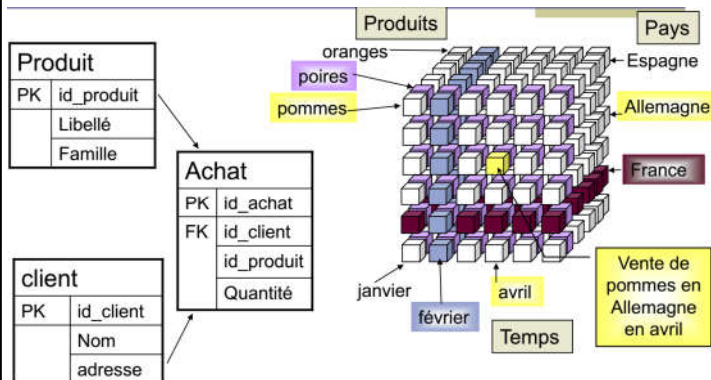 Produit
PK id_produit
Libellé
Famille
client
PK id_client
Nom
adresse
Achat
PK id_achat
FK id_client
id_produit
Quantité
Produits
Pays
oranges
poires
pommes
Espagne
Allemagne
France
janvier
février
avril
Temps
Vente de
pommes en
Allemagne
en avril